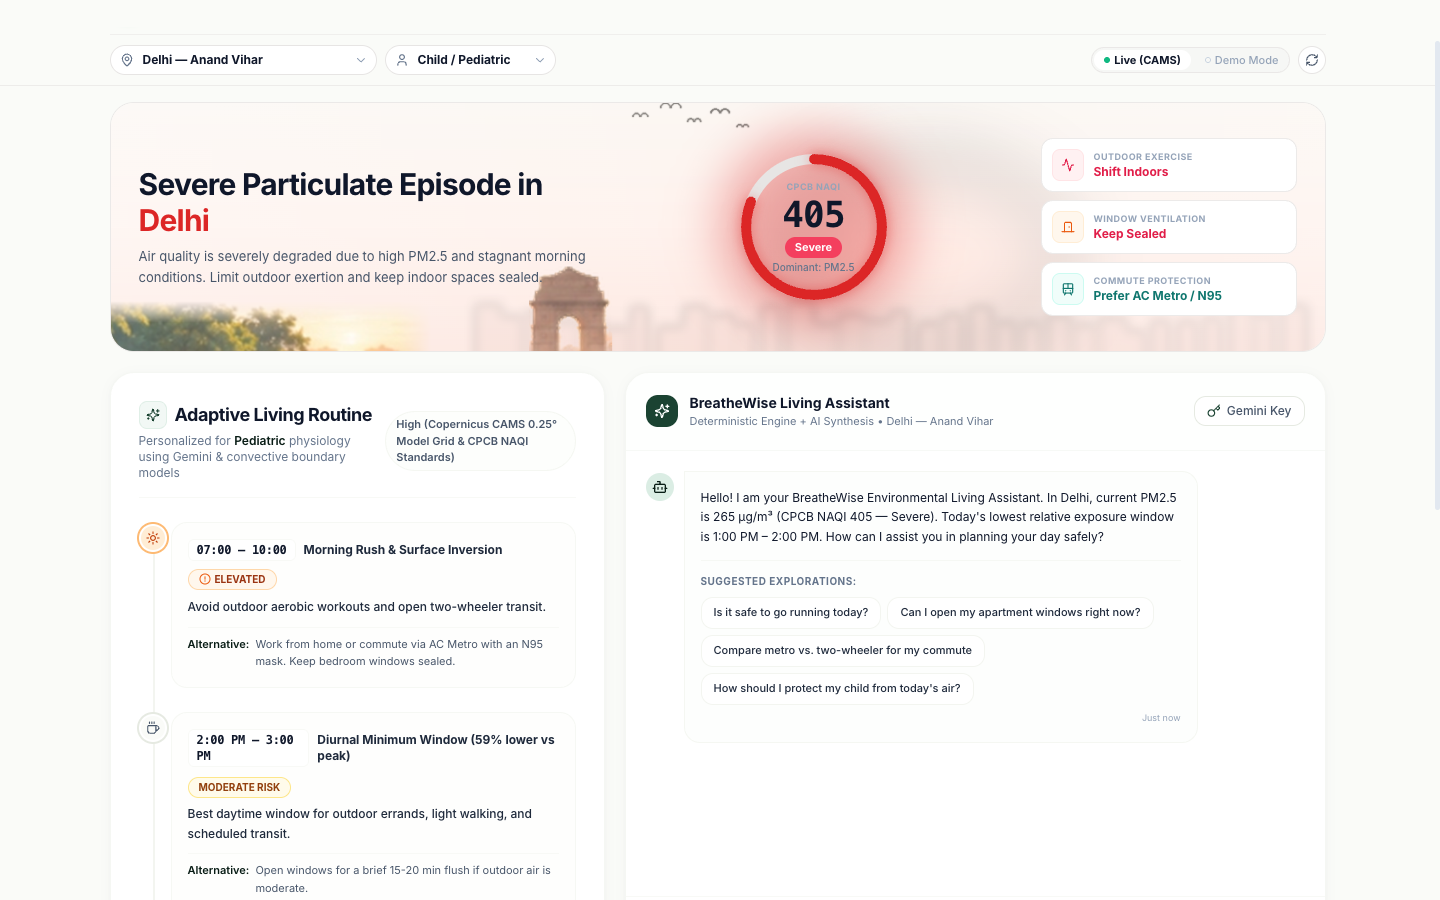 Delhi — Anand Vihar
Child / Pediatric
Live (CAMS)
Demo Mode
Severe Particulate Episode in
Delhi
Air quality is severely degraded due to high PM2.5 and stagnant morning
conditions. Limit outdoor exertion and keep indoor spaces sealed.
CPCB NAQI
405
Severe
Dominant: PM2.5
OUTDOOR EXERCISE
Shift Indoors
WINDOW VENTILATION
Keep Sealed
COMMUTE PROTECTION
Prefer AC Metro / N95
Adaptive Living Routine
Personalized for Pediatric physiology
using Gemini & convective boundary
models
High (Copernicus CAMS 0.25°
Model Grid & CPCB NAQI
Standards)
07:00 – 10:00
Morning Rush & Surface Inversion
ELEVATED
Avoid outdoor aerobic workouts and open two-wheeler transit.
Alternative: Work from home or commute via AC Metro with an N95
mask. Keep bedroom windows sealed.
2:00 PM – 3:00
PM
Diurnal Minimum Window (59% lower vs
peak)
MODERATE RISK
Best daytime window for outdoor errands, light walking, and
scheduled transit.
Alternative: Open windows for a brief 15-20 min flush if outdoor air is
moderate.
BreatheWise Living Assistant
Deterministic Engine + AI Synthesis • Delhi — Anand Vihar
Gemini Key
Hello! I am your BreatheWise Environmental Living Assistant. In Delhi, current PM2.5
is 265 µg/m³ (CPCB NAQI 405 — Severe). Today's lowest relative exposure window
is 1:00 PM – 2:00 PM. How can I assist you in planning your day safely?
SUGGESTED EXPLORATIONS:
Is it safe to go running today?
Can I open my apartment windows right now?
Compare metro vs. two-wheeler for my commute
How should I protect my child from today's air?
Just now